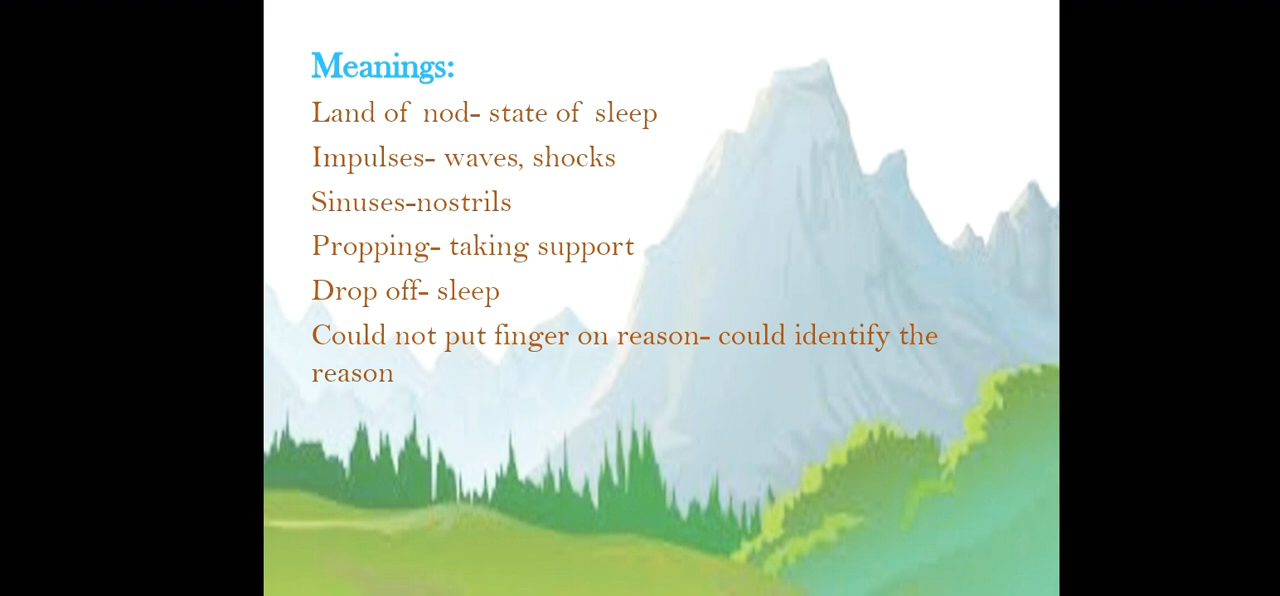 Meanings:
Land of nod- state of sleep
Impulses- waves, shocks
Sinuses-nostrils
Propping- taking support
Drop off- sleep
Could not put finger on reason- could identify the
reason